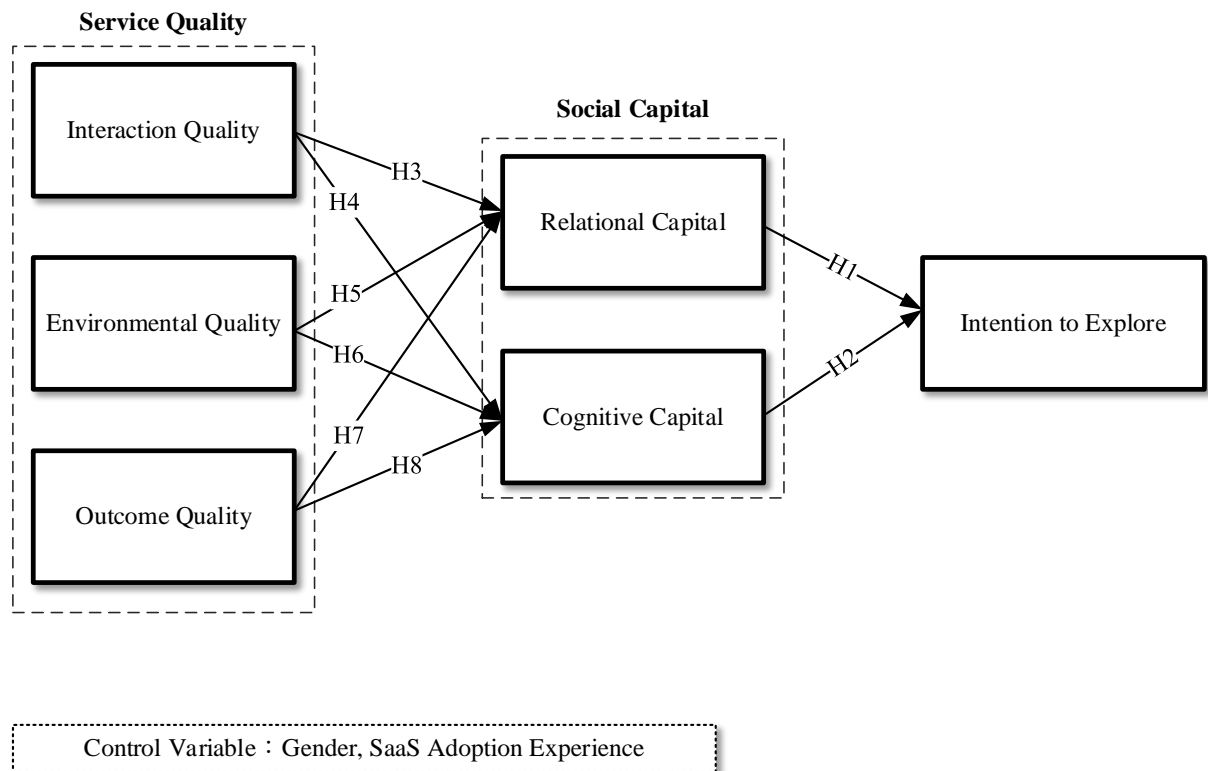 Service Quality
Interaction Quality
Environmental Quality
Outcome Quality
H3
H4
H5
H6
H7
H8
Social Capital
Relational Capital
Cognitive Capital
H1
H2
Intention to Explore
Control Variable：Gender, SaaS Adoption Experience